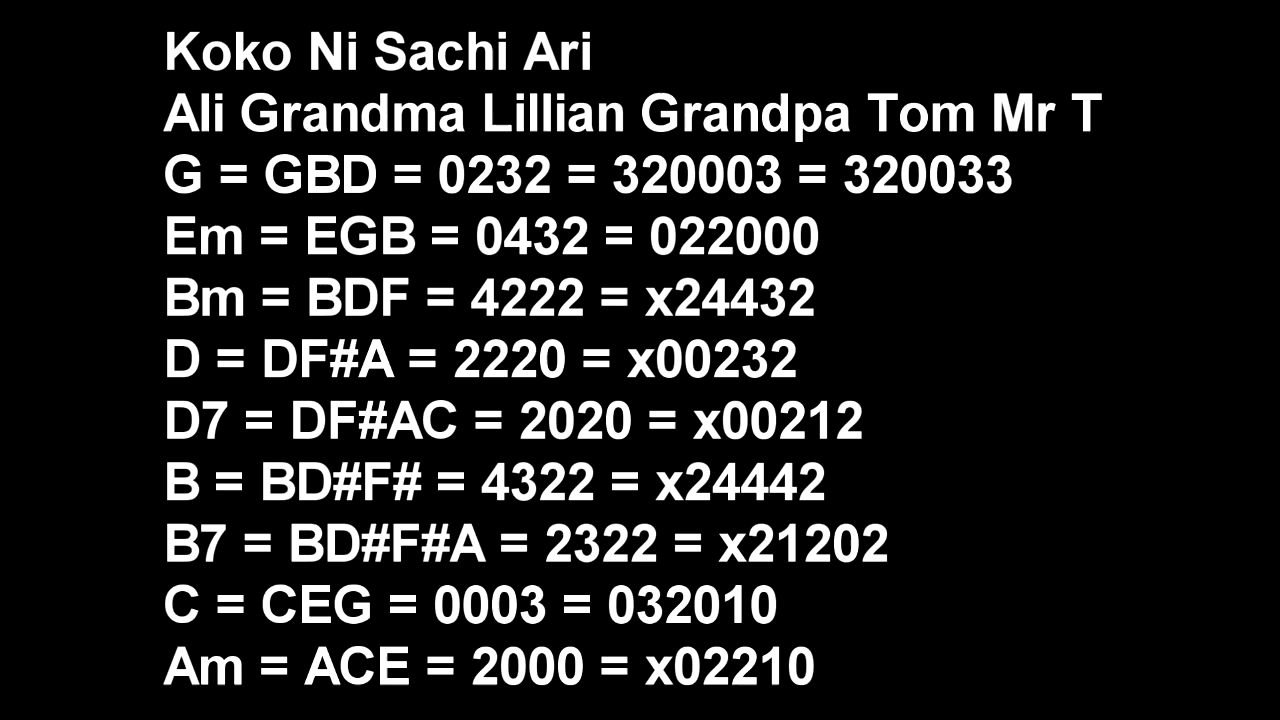 Koko Ni Sachi Ari
Ali Grandma Lillian Grandpa Tom Mr T
G = GBD = 0232 = 320003 = 320033
Em = EGB = 0432 = 022000
Bm = BDF = 4222 = x24432
D = DF#A = 2220 = x00232
D7 = DF#AC = 2020 = x00212
B = BD#F# = 4322 = x24442
B7 = BD#F#A = 2322 = x21202
C = CEG = 0003 = 032010
Am = ACE = 2000 = x02210